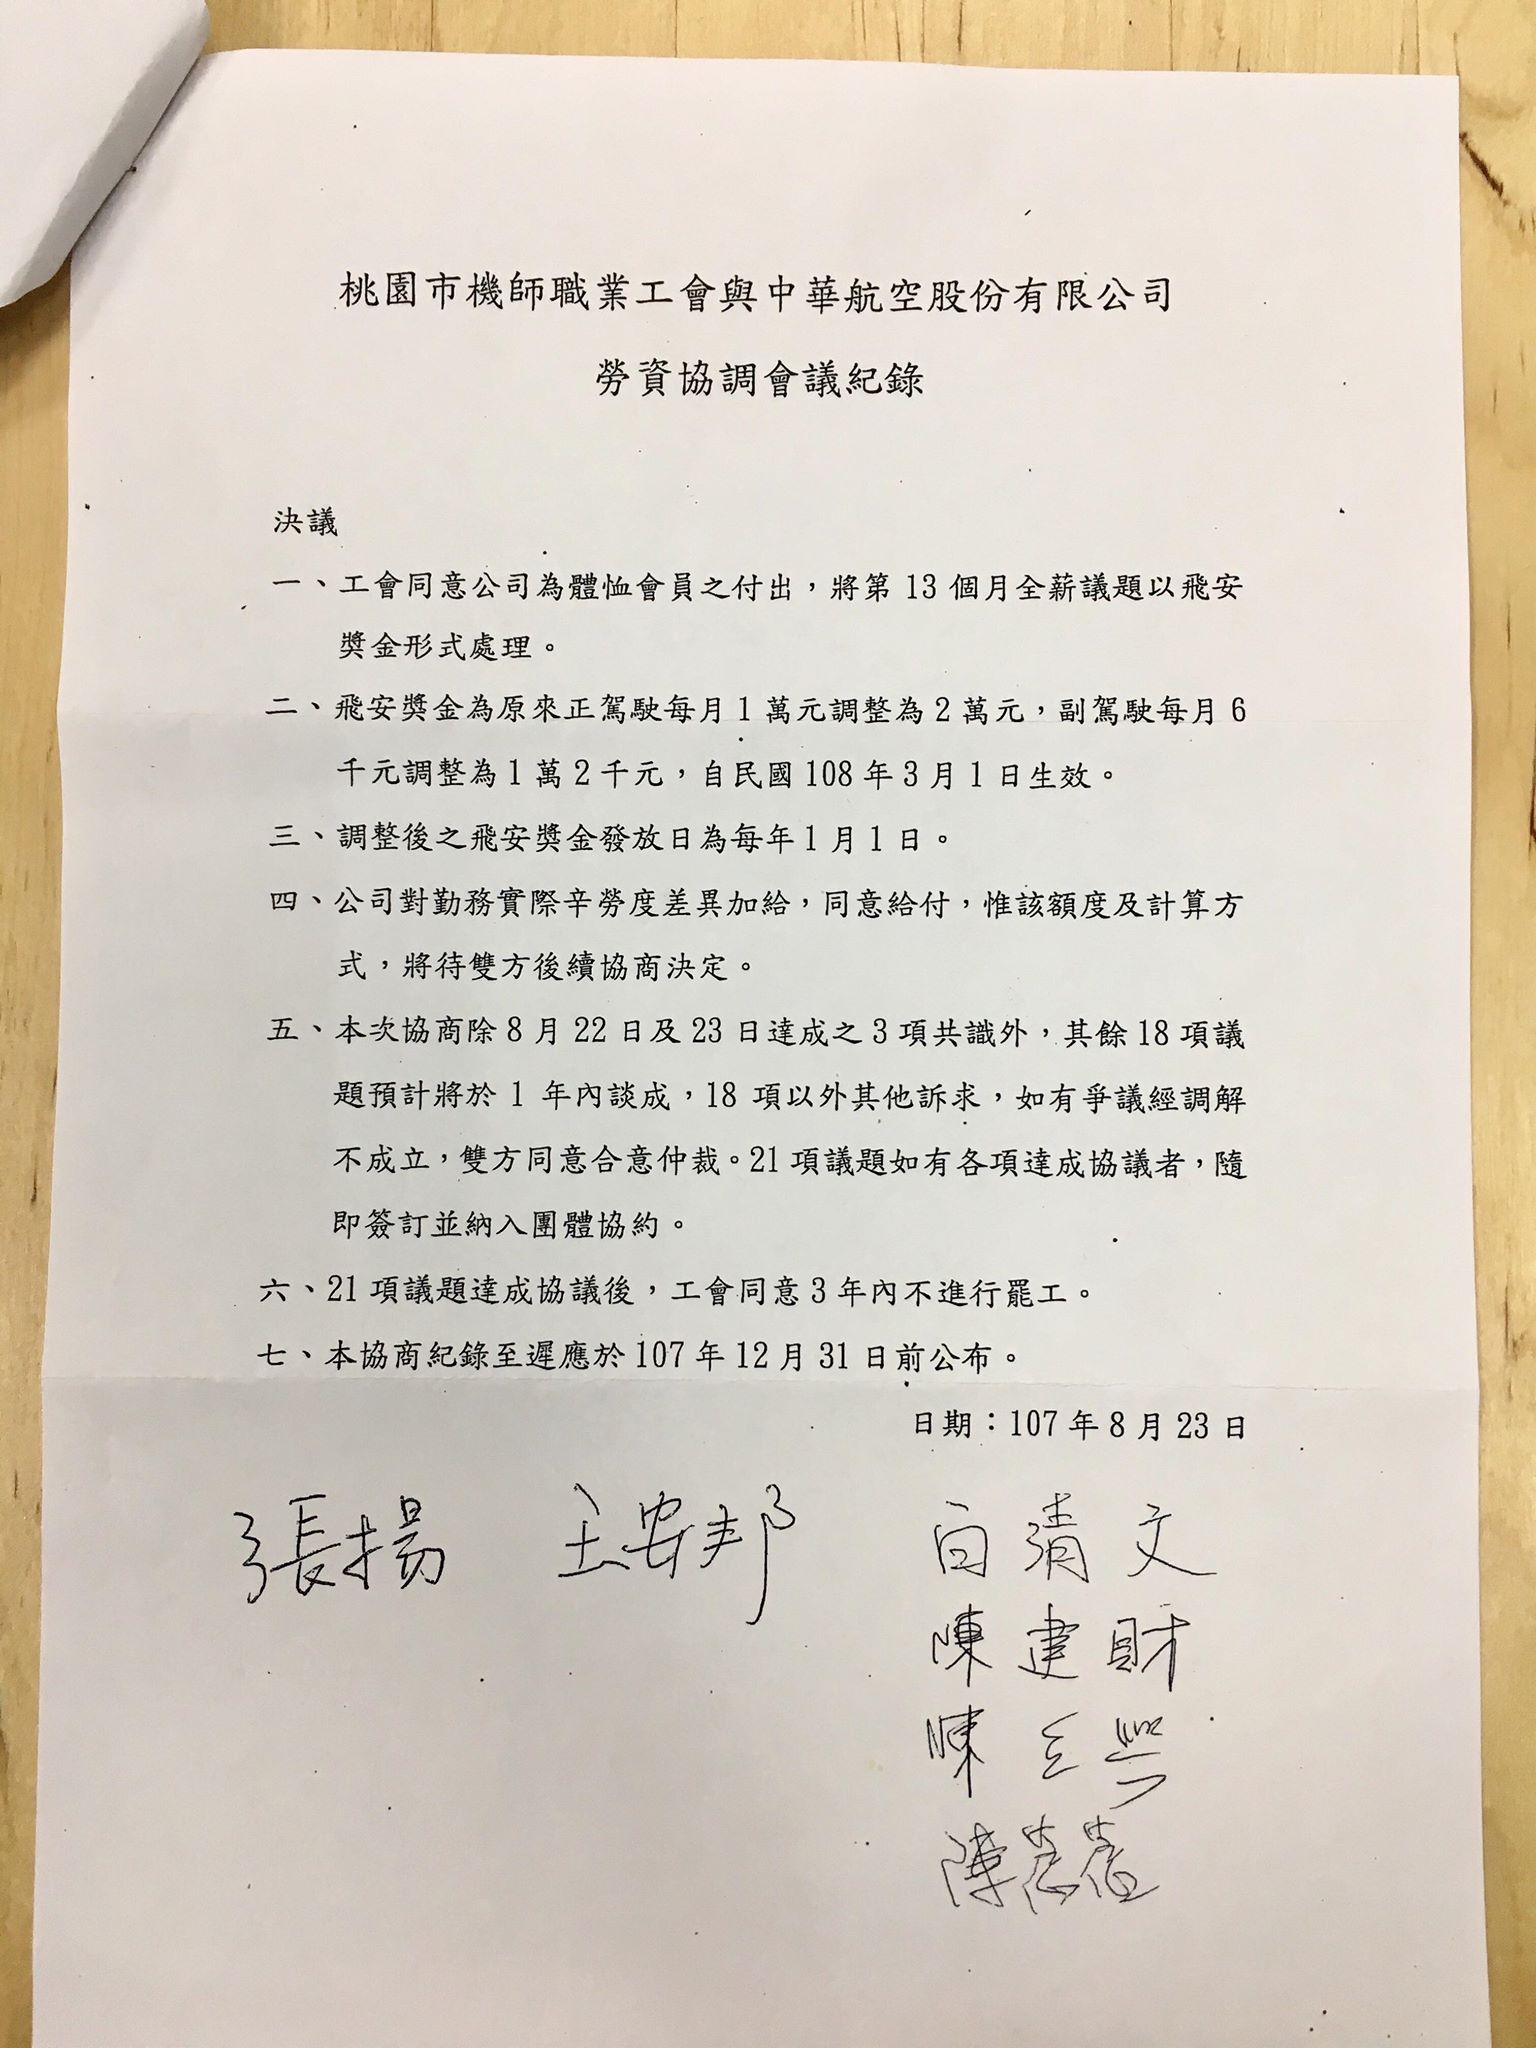 桃園市機師職業工會與中華航空股份有限公司
勞資協調會議紀錄
決議
一、工會同意公司為體恤會員之付出，將第 13 個月全薪議題以飛安
獎金形式處理。
二、飛安獎金為原來正駕駛每月 1 萬元調整為 2 萬元，副駕駛每月 6
千元調整為 1 萬 2 千元，自民國 108 年 3 月 1 日生效。
三、調整後之飛安獎金發放日為每年 1 月 1 日。
四、公司對勤務實際辛勞度差異加給，同意給付，惟該額度及計算方
式，將待雙方後續協商決定。
五、本次協商除 8 月 22 日及 23 日達成之 3 項共識外，其餘 18 項議
題預計將於 1 年內談成，18 項以外其他訴求，如有爭議經調解
不成立，雙方同意合意仲裁。21 項議題如有各項達成協議者，隨
即簽訂並納入團體協約。
六、21 項議題達成協議後，工會同意 3 年內不進行罷工。
七、本協商紀錄至遲應於 107 年 12 月 31 日前公布。
日期：107 年 8 月 23 日
張揚 王安邦 白清文
陳建財
陳
陳